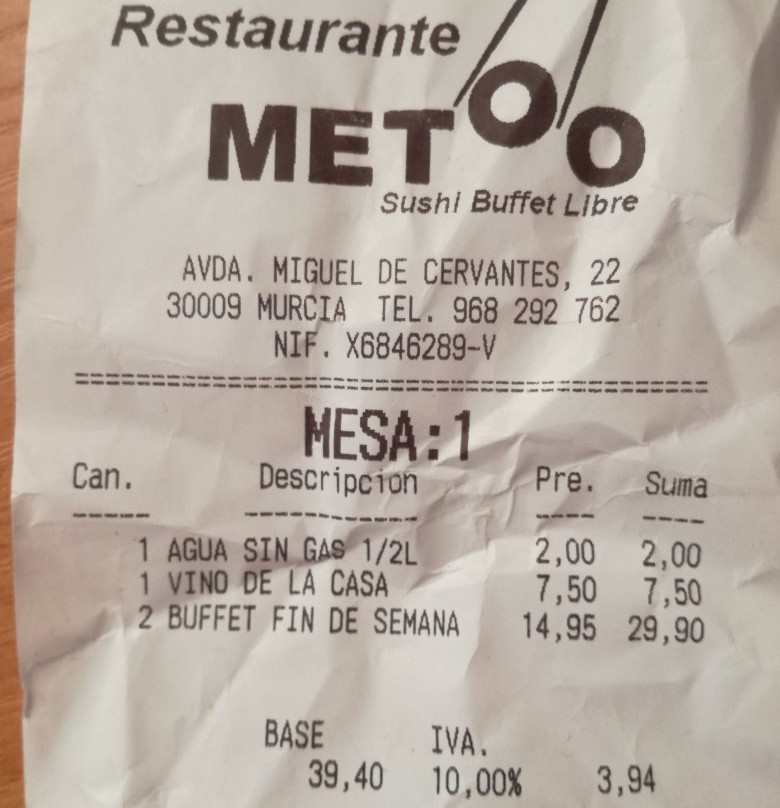 Restaurante
METOO
Sushi Buffet Libre
AVDA. MIGUEL DE CERVANTES, 22
30009 MURCIA TEL. 968 292 762
NIF. X6846289-V
=========================================================
MESA:1
Can. Descripcion Pre. Suma
----- ----------- ---- ----
1 AGUA SIN GAS 1/2L 2,00 2,00
1 VINO DE LA CASA 7,50 7,50
2 BUFFET FIN DE SEMANA 14,95 29,90
BASE IVA.
39,40 10,00% 3,94